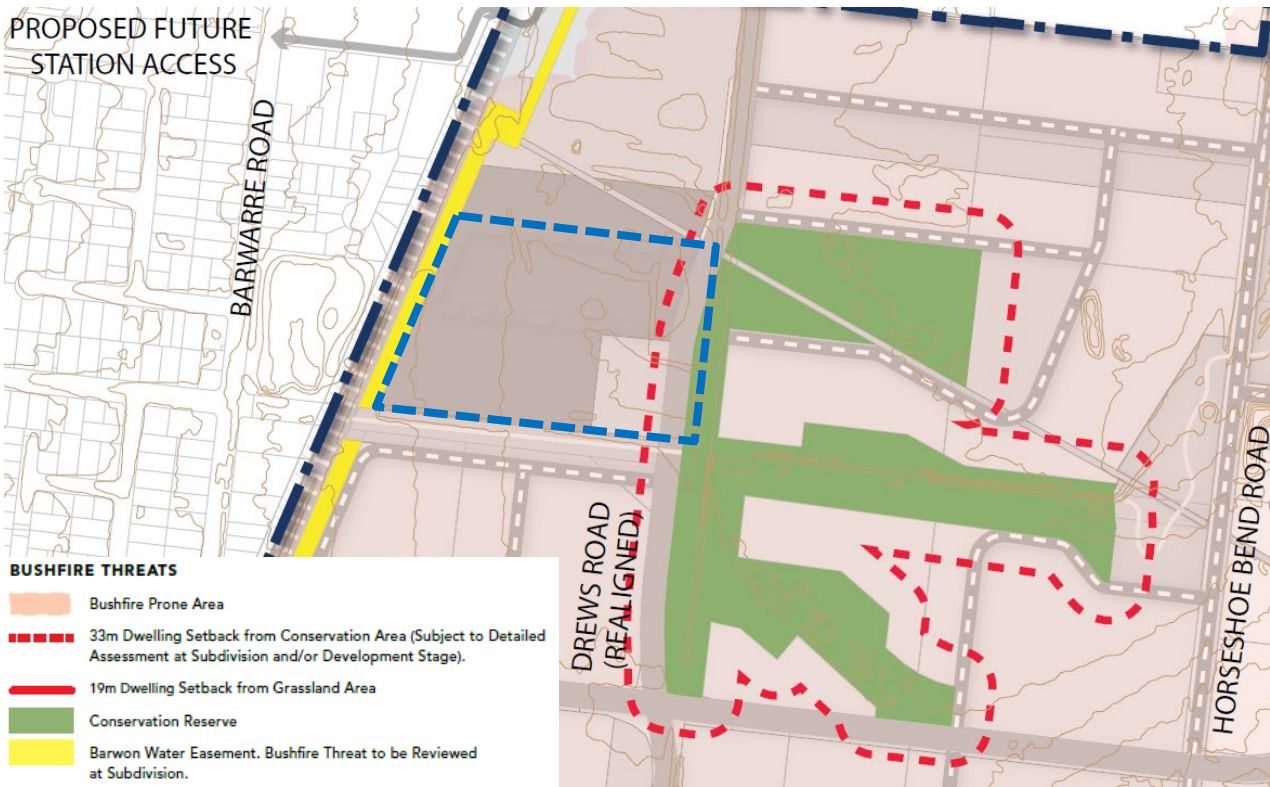 PROPOSED FUTURE
STATION ACCESS
BARWARRE ROAD
DREWS ROAD
(REALIGNED)
HORSESHOE BEND ROAD
BUSHFIRE THREATS
Bushfire Prone Area
33m Dwelling Setback from Conservation Area (Subject to Detailed
Assessment at Subdivision and/or Development Stage).
19m Dwelling Setback from Grassland Area
Conservation Reserve
Barwon Water Easement. Bushfire Threat to be Reviewed
at Subdivision.